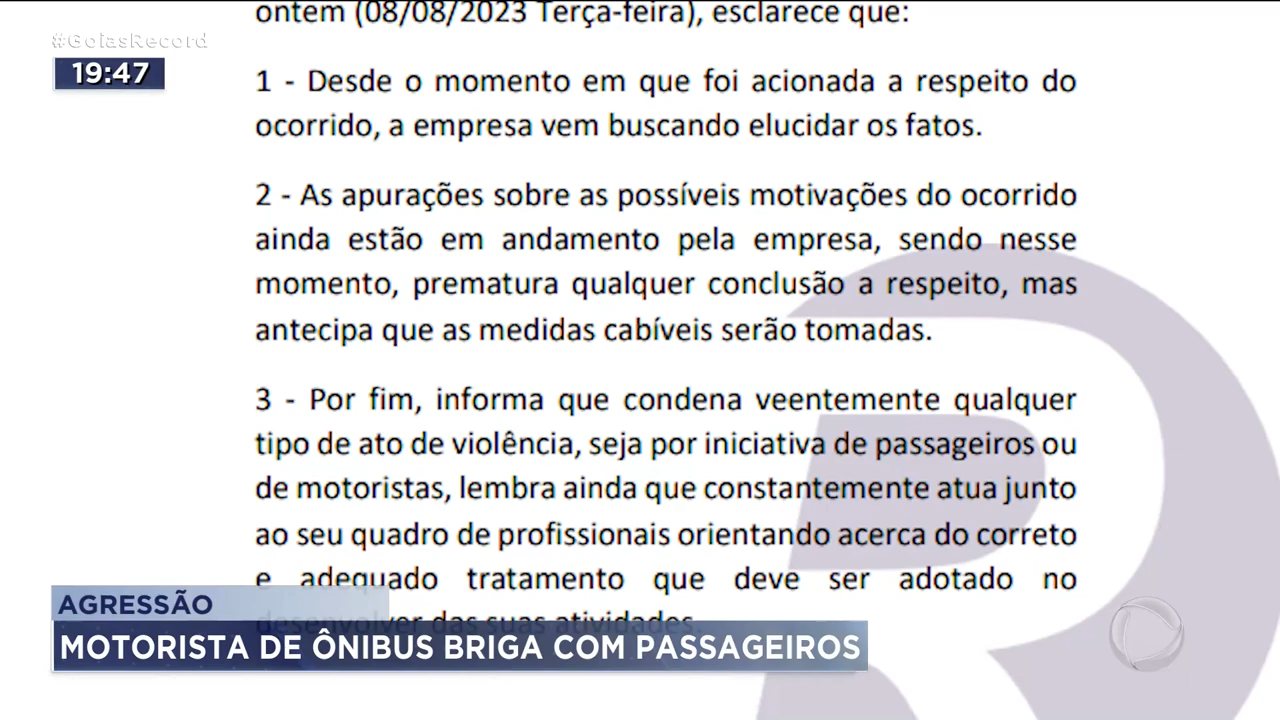 ontem (08/08/2023 Terça-feira), esclarece que:
#GoiasRecord
19:47
1 - Desde o momento em que foi acionada a respeito do
ocorrido, a empresa vem buscando elucidar os fatos.
2 - As apurações sobre as possíveis motivações do ocorrido
ainda estão em andamento pela empresa, sendo nesse
momento, prematura qualquer conclusão a respeito, mas
antecipa que as medidas cabíveis serão tomadas.
3 - Por fim, informa que condena veentemente qualquer
tipo de ato de violência, seja por iniciativa de passageiros ou
de motoristas, lembra ainda que constantemente atua junto
ao seu quadro de profissionais orientando acerca do correto
e adequado tratamento que deve ser adotado no
desenvolver das suas atividades.
AGRESSÃO
MOTORISTA DE ÔNIBUS BRIGA COM PASSAGEIROS